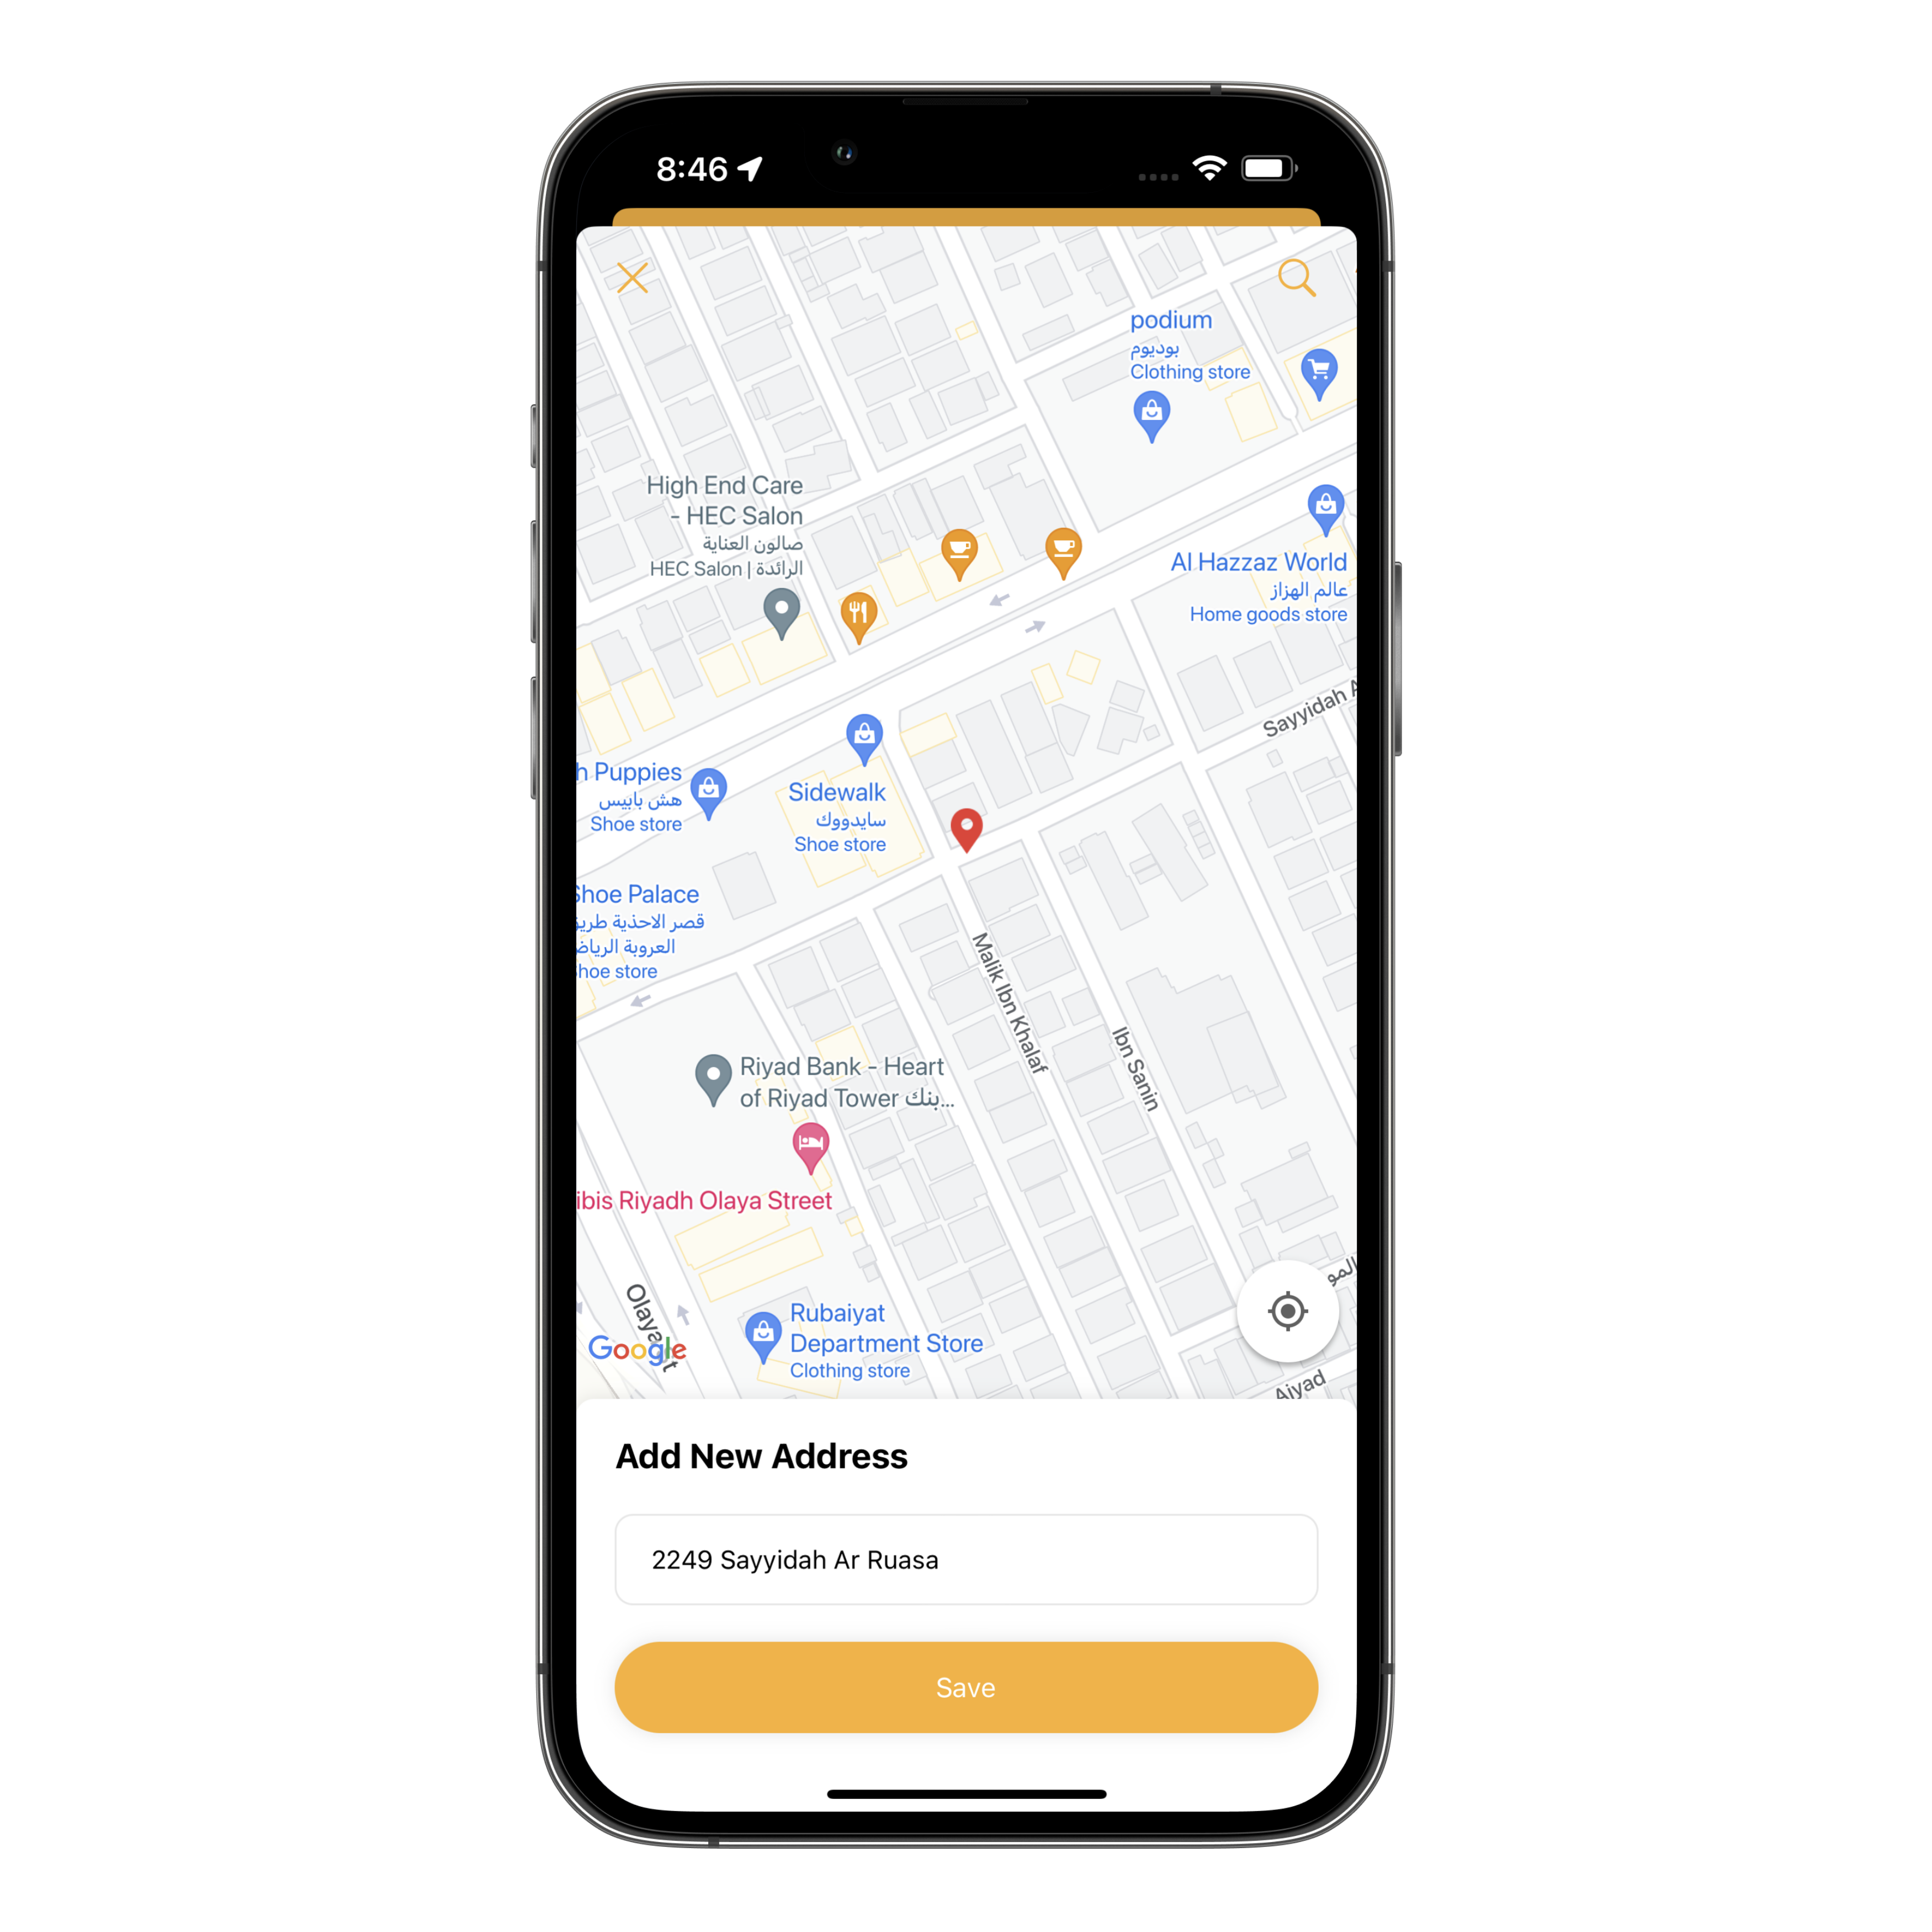 8:46
podium
بوديوم
Clothing store
High End Care
- HEC Salon
صالون العناية
الرائدة | HEC Salon
Al Hazzaz World
عالم الهزاز
Home goods store
Sayyidah A
h Puppies
هش بابيس
Shoe store
Sidewalk
سايدووك
Shoe store
Shoe Palace
قصر الاحذية طريق
العروبة الرياض
Shoe store
Malik Ibn Khalaf
Ibn Sanin
Riyad Bank - Heart
of Riyad Tower بنك...
ibis Riyadh Olaya Street
المو
Olaya
Google
Rubaiyat
Department Store
Clothing store
Aiyad
Add New Address
2249 Sayyidah Ar Ruasa
Save